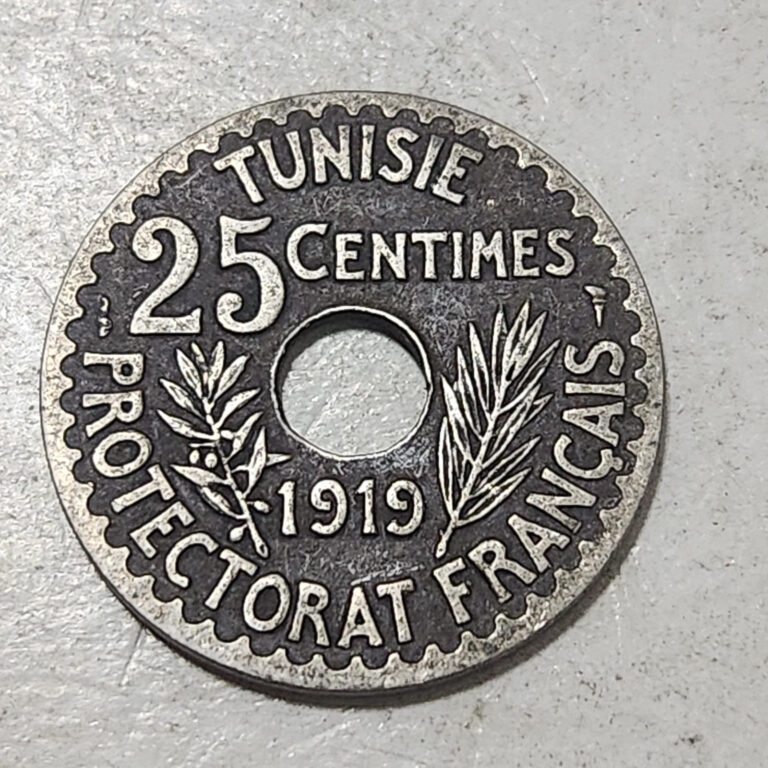 TUNISIE
25 CENTIMES
1919
PROTECTORAT FRANÇAIS